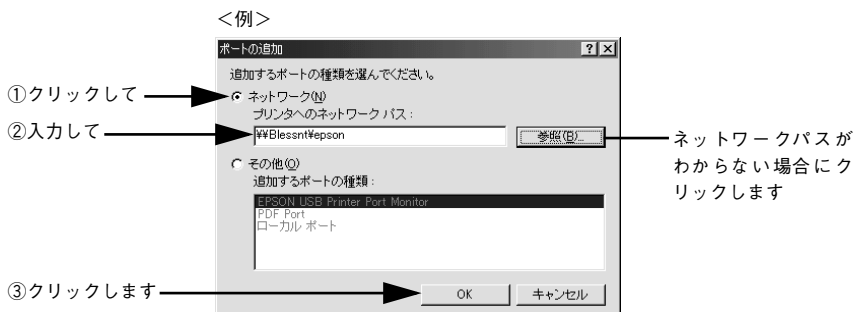 ＜例＞
ポートの追加
追加するポートの種類を選んでください。
①クリックして
ネットワーク(N)
プリンタへのネットワーク パス：
②入力して
¥¥Blessnt¥epson
参照(B)...
ネットワークパスが
わからない場合にク
リックします
その他(O)
追加するポートの種類：
EPSON USB Printer Port Monitor
PDF Port
ローカル ポート
③クリックします
OK
キャンセル